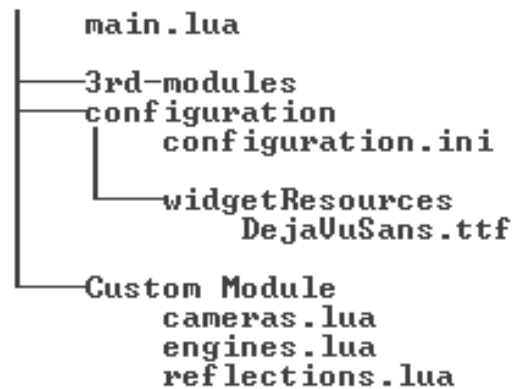 main.lua
3rd-modules
configuration
configuration.ini
widgetResources
DejaVuSans.ttf
Custom Module
cameras.lua
engines.lua
reflections.lua